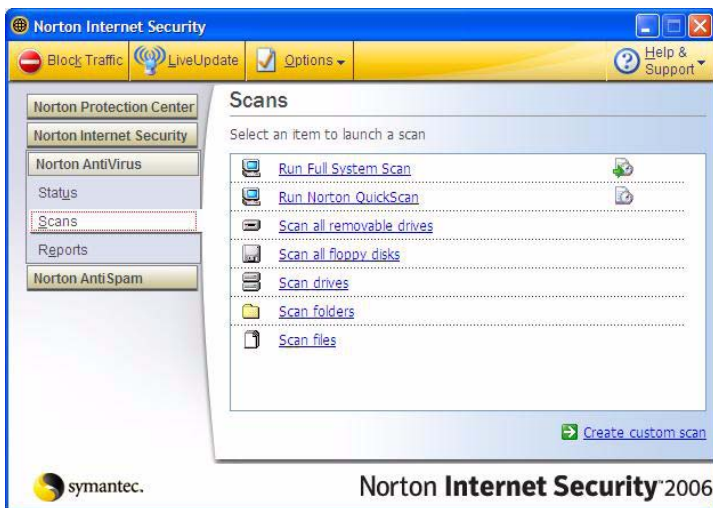 Norton Internet Security
Block Traffic LiveUpdate Options Help & Support
Norton Protection Center
Norton Internet Security
Norton AntiVirus
Status
Scans
Reports
Norton AntiSpam
Scans
Select an item to launch a scan
Run Full System Scan
Run Norton QuickScan
Scan all removable drives
Scan all floppy disks
Scan drives
Scan folders
Scan files
Create custom scan
symantec.
Norton Internet Security™ 2006